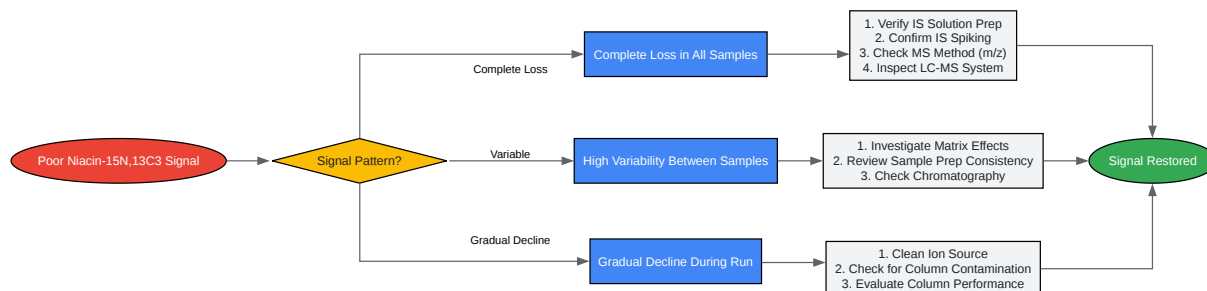 Poor Niacin-15N,13C3 Signal
Signal Pattern?
Complete Loss
Complete Loss in All Samples
1. Verify IS Solution Prep
2. Confirm IS Spiking
3. Check MS Method (m/z)
4. Inspect LC-MS System
Variable
High Variability Between Samples
1. Investigate Matrix Effects
2. Review Sample Prep Consistency
3. Check Chromatography
Gradual Decline
Gradual Decline During Run
1. Clean Ion Source
2. Check for Column Contamination
3. Evaluate Column Performance
Signal Restored